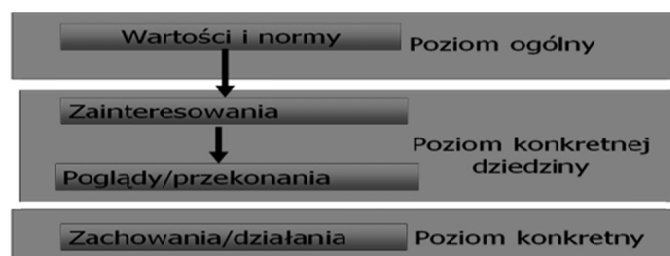 Wartości i normy
Poziom ogólny
Zainteresowania
Poglądy/przekonania
Poziom konkretnej
dziedziny
Zachowania/działania
Poziom konkretny